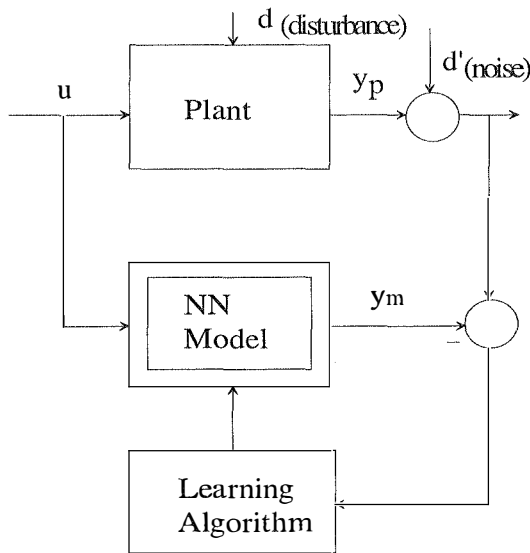 d (disturbance)
d' (noise)
u
Plant
yp
NN
Model
ym
−
Learning
Algorithm